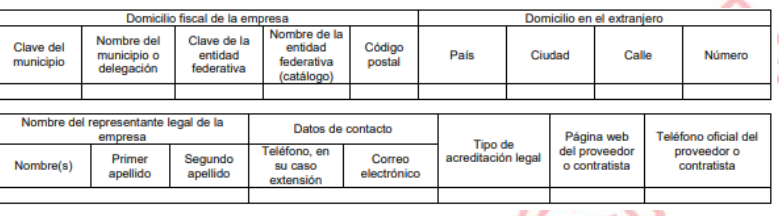 Domicilio fiscal de la empresa
Domicilio en el extranjero
Clave del
municipio
Nombre del
municipio o
delegación
Clave de la
entidad
federativa
Nombre de la
entidad
federativa
(catálogo)
Código
postal
País
Ciudad
Calle
Número
Nombre del representante legal de la
empresa
Datos de contacto
Tipo de
acreditación legal
Página web
del proveedor
o contratista
Teléfono oficial del
proveedor o
contratista
Nombre(s)
Primer
apellido
Segundo
apellido
Teléfono, en
su caso
extensión
Correo
electrónico